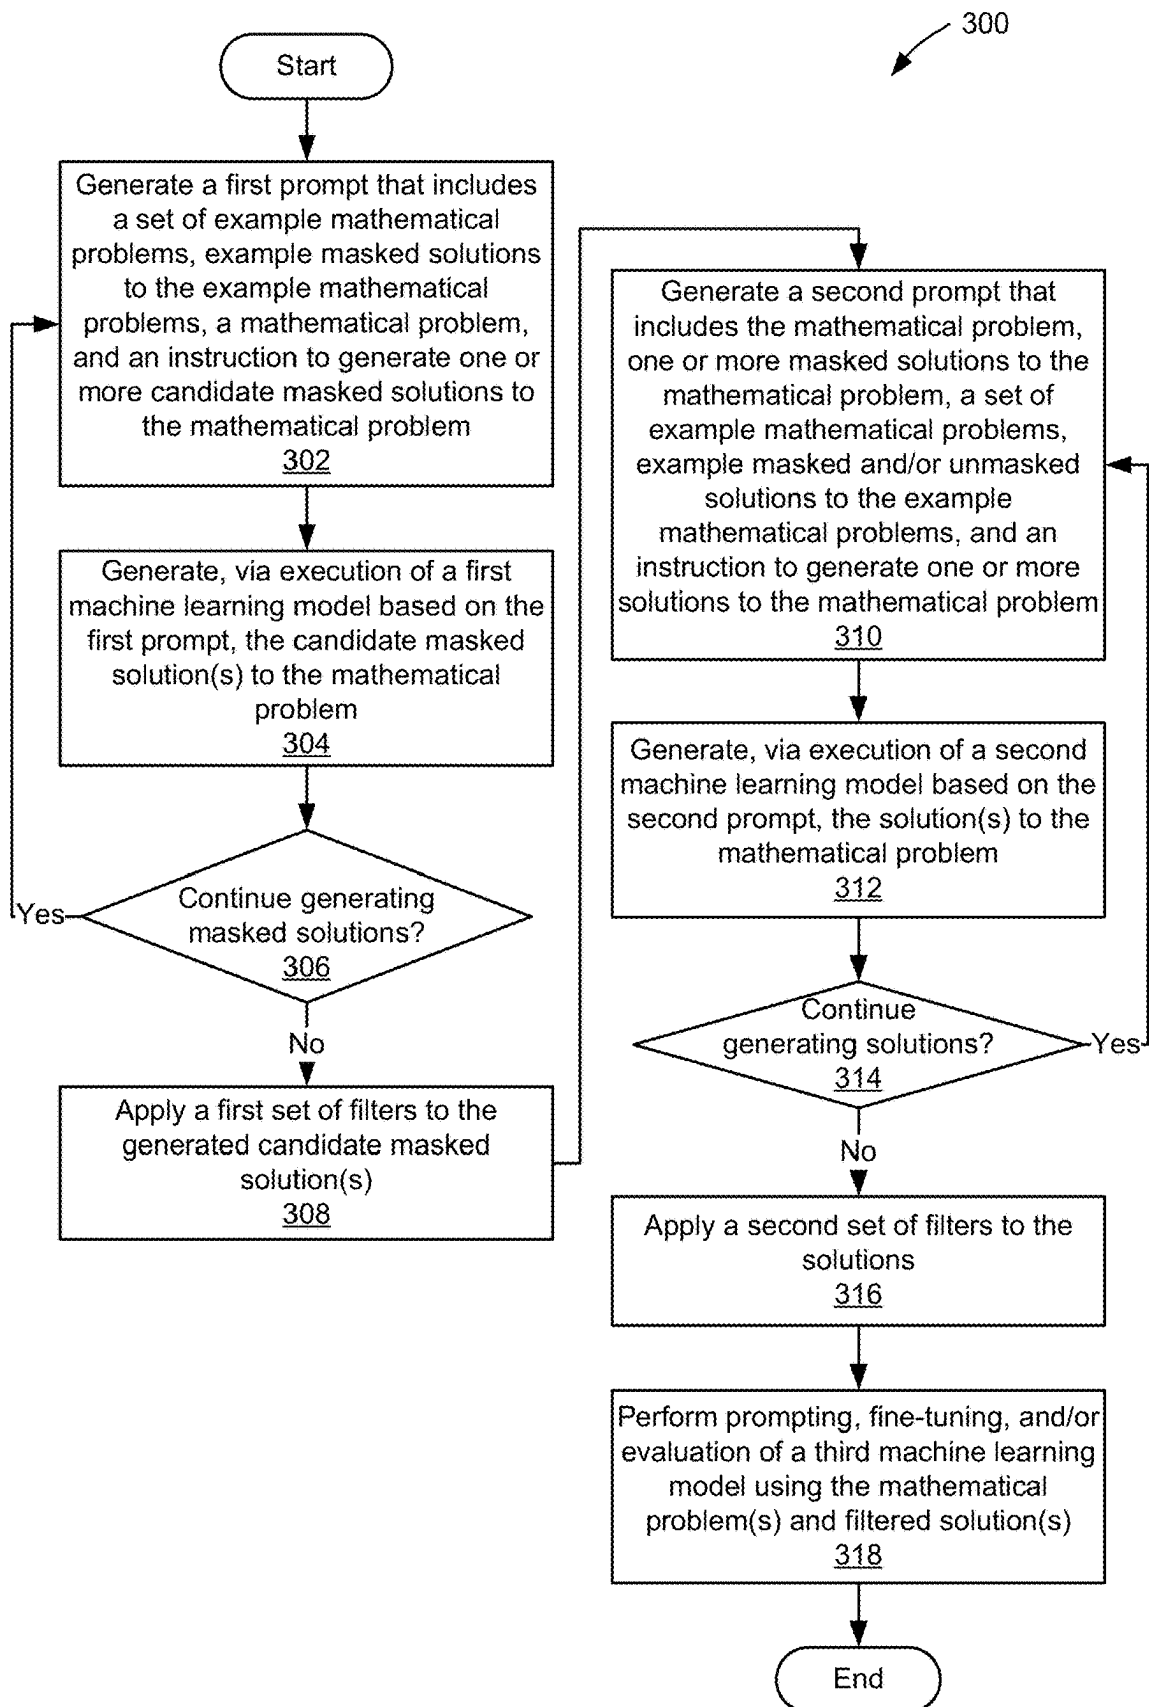 300
Start
Generate a first prompt that includes
a set of example mathematical
problems, example masked solutions
to the example mathematical
problems, a mathematical problem,
and an instruction to generate one or
more candidate masked solutions to
the mathematical problem
302
Generate, via execution of a first
machine learning model based on the
first prompt, the candidate masked
solution(s) to the mathematical
problem
304
Continue generating
masked solutions?
306
Yes
No
Apply a first set of filters to the
generated candidate masked
solution(s)
308
Generate a second prompt that
includes the mathematical problem,
one or more masked solutions to the
mathematical problem, a set of
example mathematical problems,
example masked and/or unmasked
solutions to the example
mathematical problems, and an
instruction to generate one or more
solutions to the mathematical problem
310
Generate, via execution of a second
machine learning model based on the
second prompt, the solution(s) to the
mathematical problem
312
Continue
generating solutions?
314
Yes
No
Apply a second set of filters to the
solutions
316
Perform prompting, fine-tuning, and/or
evaluation of a third machine learning
model using the mathematical
problem(s) and filtered solution(s)
318
End